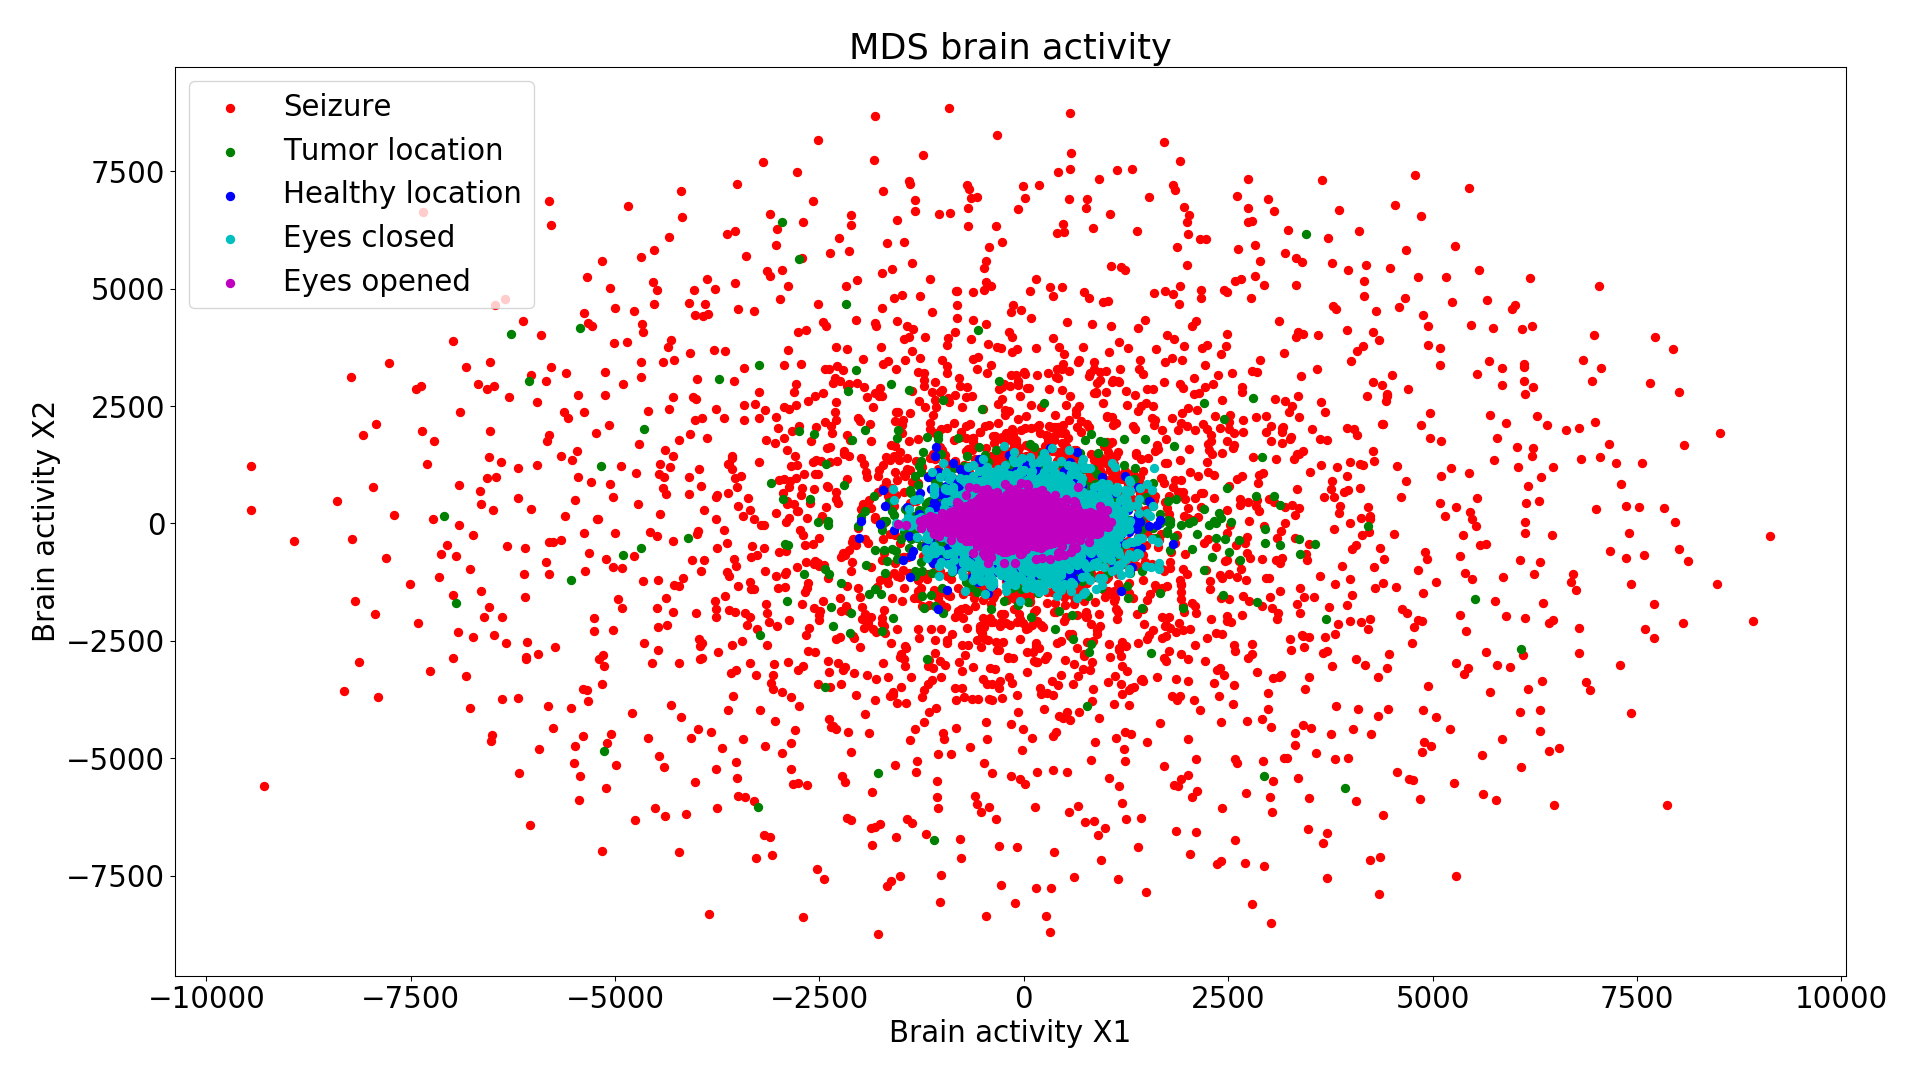 MDS brain activity
Seizure
Tumor location
Healthy location
Eyes closed
Eyes opened
7500
5000
2500
0
−2500
−5000
−7500
Brain activity X2
−10000 −7500 −5000 −2500 0 2500 5000 7500 10000
Brain activity X1